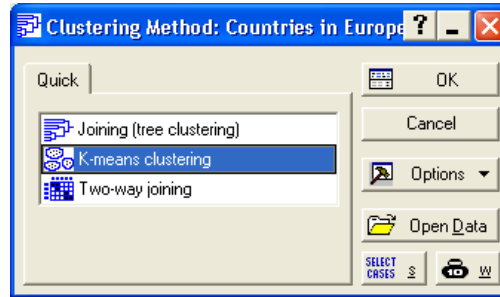 Clustering Method: Countries in Europe ?
Quick
OK
Joining (tree clustering)
Cancel
K-means clustering
Options
Two-way joining
Open Data
SELECT CASES S
W